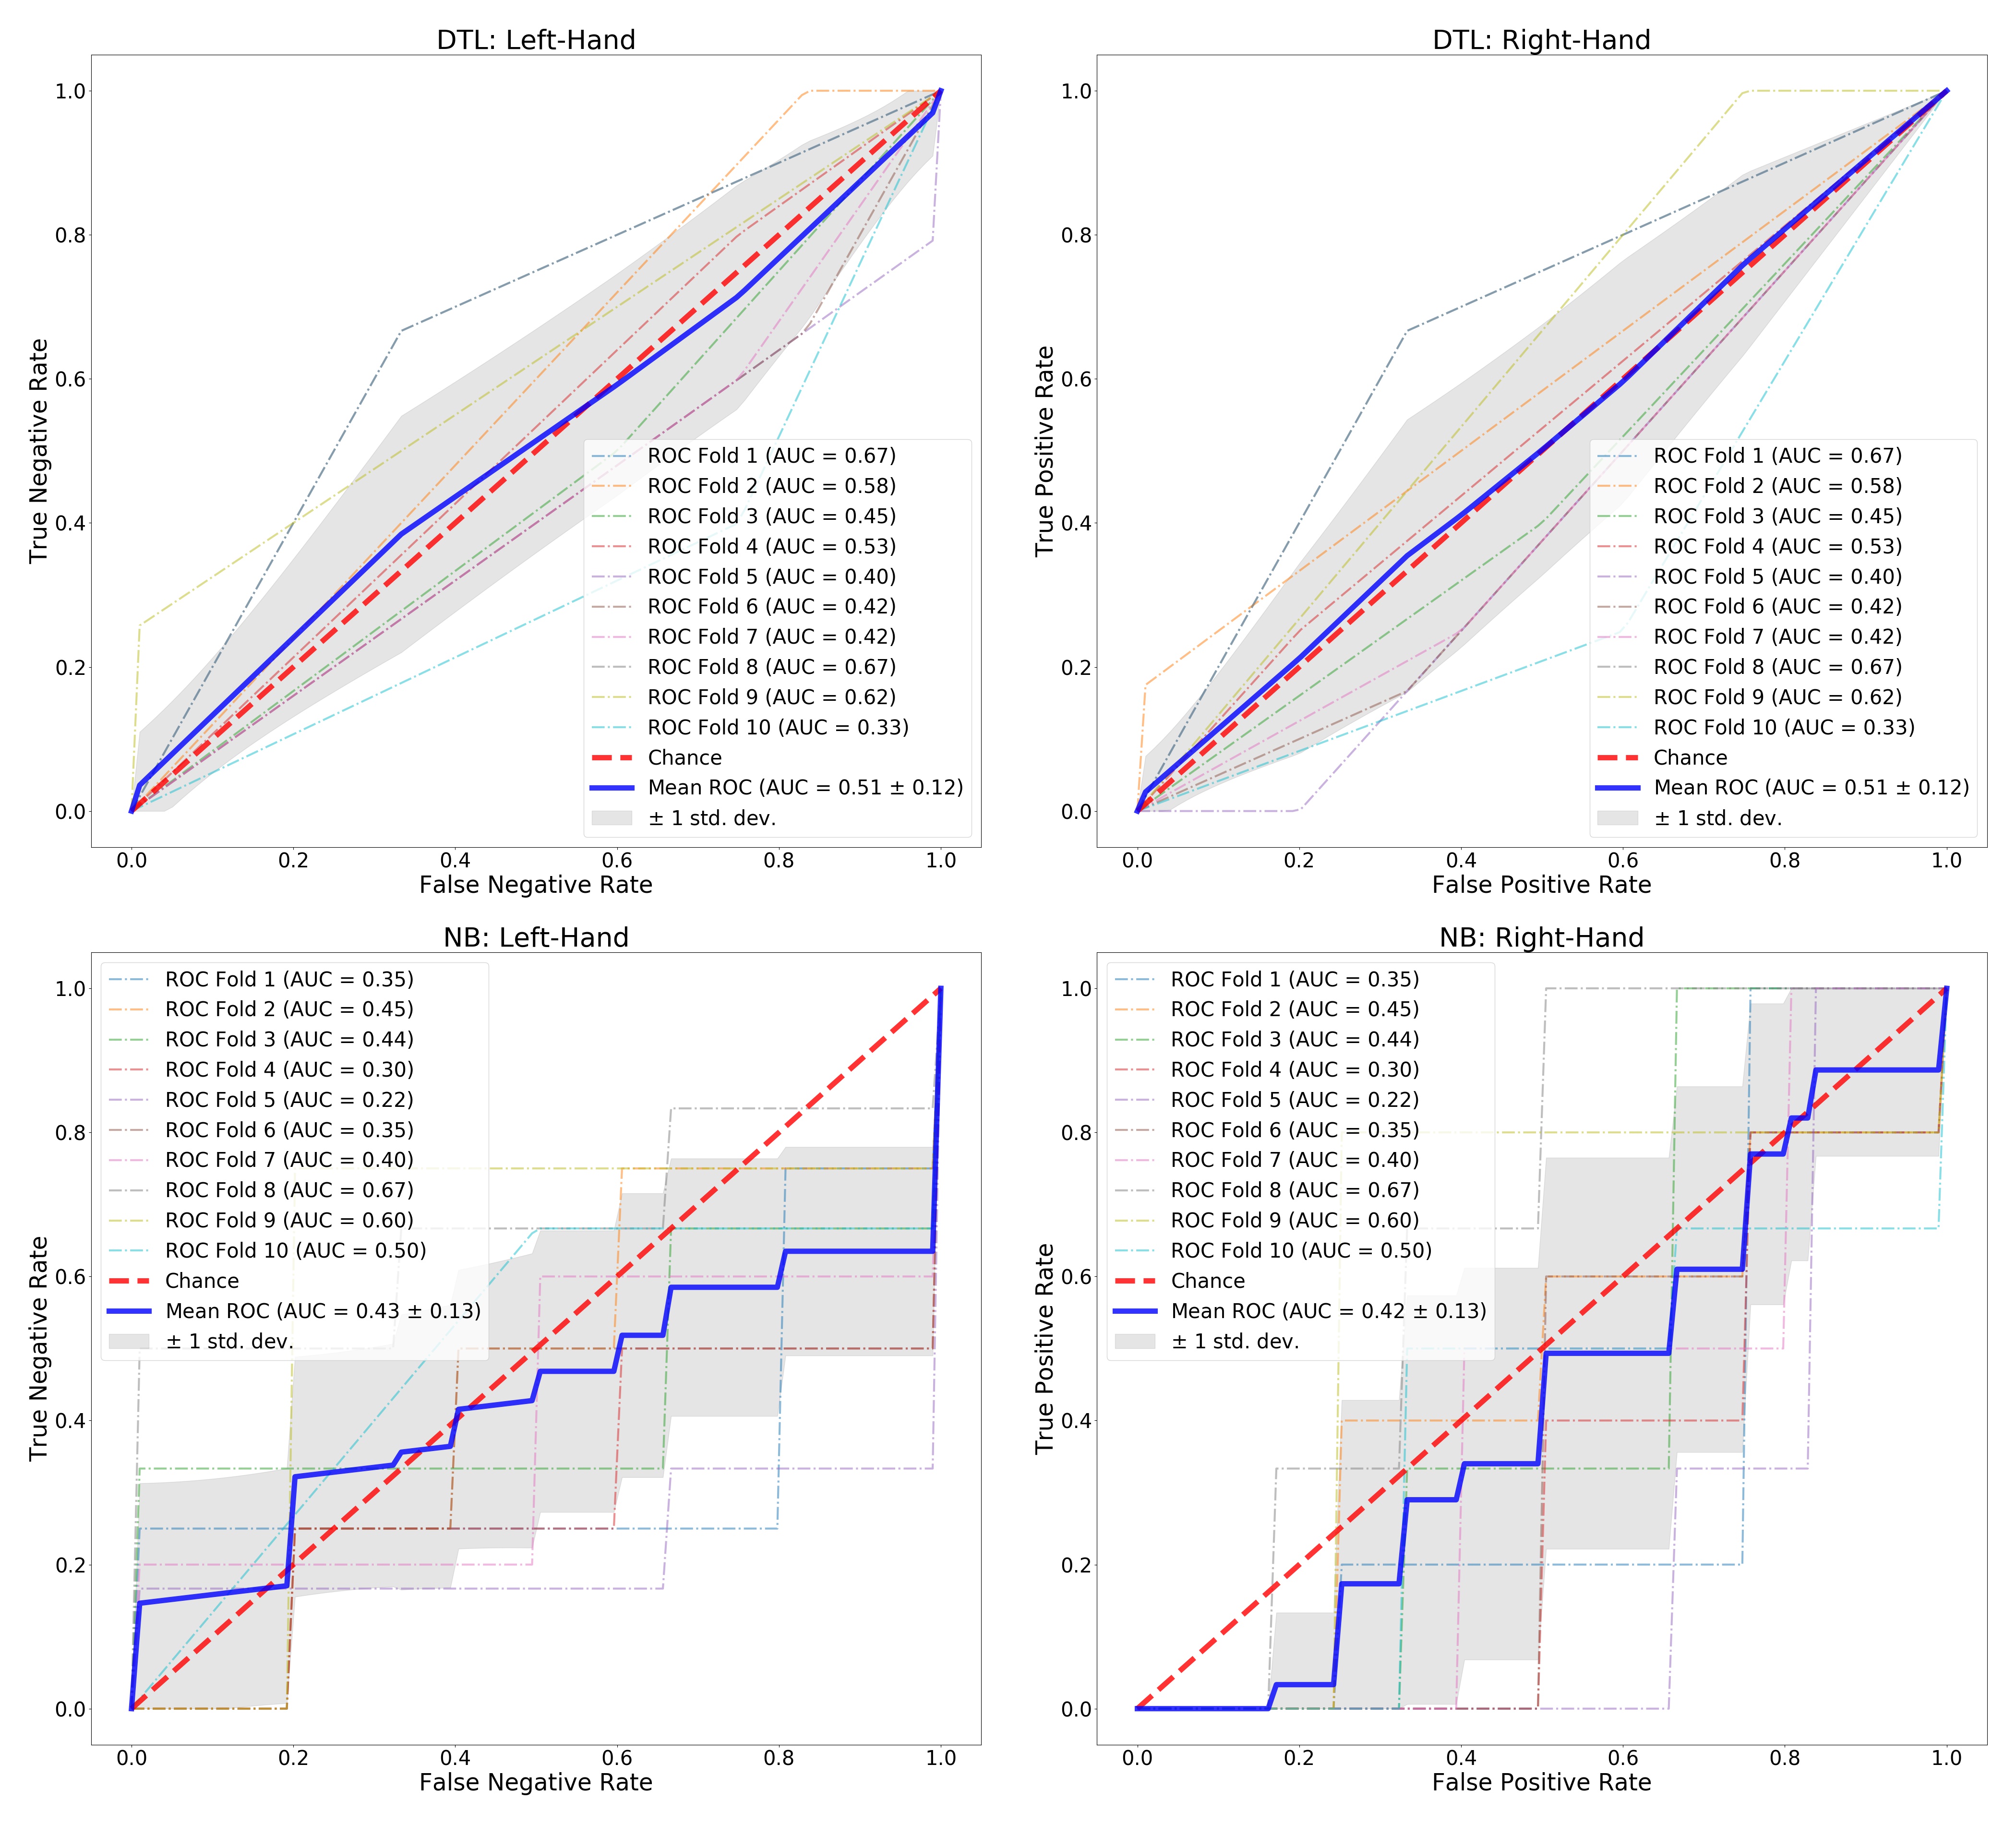 DTL: Left-Hand
True Negative Rate
1.0
0.8
0.6
0.4
0.2
0.0
ROC Fold 1 (AUC = 0.67)
ROC Fold 2 (AUC = 0.58)
ROC Fold 3 (AUC = 0.45)
ROC Fold 4 (AUC = 0.53)
ROC Fold 5 (AUC = 0.40)
ROC Fold 6 (AUC = 0.42)
ROC Fold 7 (AUC = 0.42)
ROC Fold 8 (AUC = 0.67)
ROC Fold 9 (AUC = 0.62)
ROC Fold 10 (AUC = 0.33)
Chance
Mean ROC (AUC = 0.51 ± 0.12)
± 1 std. dev.
0.0 0.2 0.4 0.6 0.8 1.0
False Negative Rate
DTL: Right-Hand
True Positive Rate
1.0
0.8
0.6
0.4
0.2
0.0
ROC Fold 1 (AUC = 0.67)
ROC Fold 2 (AUC = 0.58)
ROC Fold 3 (AUC = 0.45)
ROC Fold 4 (AUC = 0.53)
ROC Fold 5 (AUC = 0.40)
ROC Fold 6 (AUC = 0.42)
ROC Fold 7 (AUC = 0.42)
ROC Fold 8 (AUC = 0.67)
ROC Fold 9 (AUC = 0.62)
ROC Fold 10 (AUC = 0.33)
Chance
Mean ROC (AUC = 0.51 ± 0.12)
± 1 std. dev.
0.0 0.2 0.4 0.6 0.8 1.0
False Positive Rate
NB: Left-Hand
True Negative Rate
1.0
0.8
0.6
0.4
0.2
0.0
ROC Fold 1 (AUC = 0.35)
ROC Fold 2 (AUC = 0.45)
ROC Fold 3 (AUC = 0.44)
ROC Fold 4 (AUC = 0.30)
ROC Fold 5 (AUC = 0.22)
ROC Fold 6 (AUC = 0.35)
ROC Fold 7 (AUC = 0.40)
ROC Fold 8 (AUC = 0.67)
ROC Fold 9 (AUC = 0.60)
ROC Fold 10 (AUC = 0.50)
Chance
Mean ROC (AUC = 0.43 ± 0.13)
± 1 std. dev.
0.0 0.2 0.4 0.6 0.8 1.0
False Negative Rate
NB: Right-Hand
True Positive Rate
1.0
0.8
0.6
0.4
0.2
0.0
ROC Fold 1 (AUC = 0.35)
ROC Fold 2 (AUC = 0.45)
ROC Fold 3 (AUC = 0.44)
ROC Fold 4 (AUC = 0.30)
ROC Fold 5 (AUC = 0.22)
ROC Fold 6 (AUC = 0.35)
ROC Fold 7 (AUC = 0.40)
ROC Fold 8 (AUC = 0.67)
ROC Fold 9 (AUC = 0.60)
ROC Fold 10 (AUC = 0.50)
Chance
Mean ROC (AUC = 0.42 ± 0.13)
± 1 std. dev.
0.0 0.2 0.4 0.6 0.8 1.0
False Positive Rate